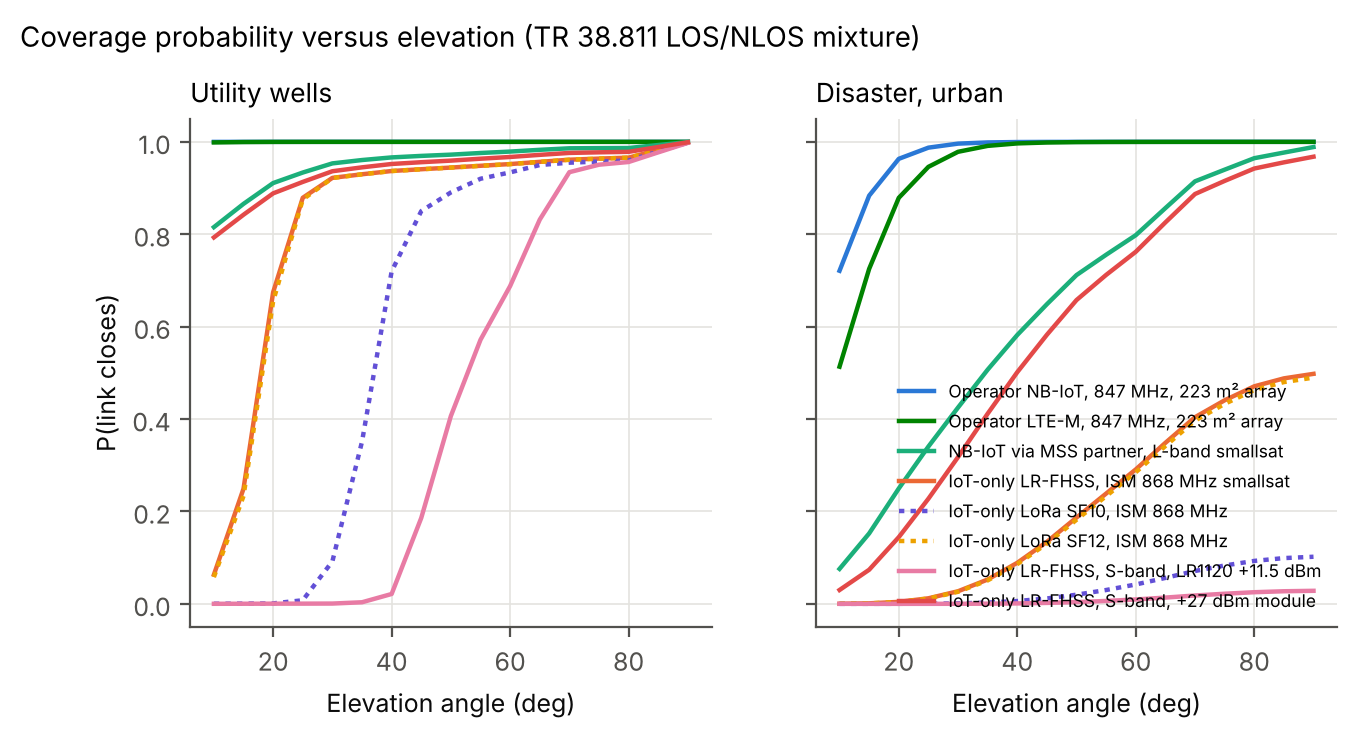 Coverage probability versus elevation (TR 38.811 LOS/NLOS mixture)
Utility wells
Disaster, urban
P(link closes)
1.0
0.8
0.6
0.4
0.2
0.0
20
40
60
80
Elevation angle (deg)
20
40
60
80
Elevation angle (deg)
Operator NB-IoT, 847 MHz, 223 m² array
Operator LTE-M, 847 MHz, 223 m² array
NB-IoT via MSS partner, L-band smallsat
IoT-only LR-FHSS, ISM 868 MHz smallsat
IoT-only LoRa SF10, ISM 868 MHz
IoT-only LoRa SF12, ISM 868 MHz
IoT-only LR-FHSS, S-band, LR1120 +11.5 dBm
IoT-only LR-FHSS, S-band, +27 dBm module